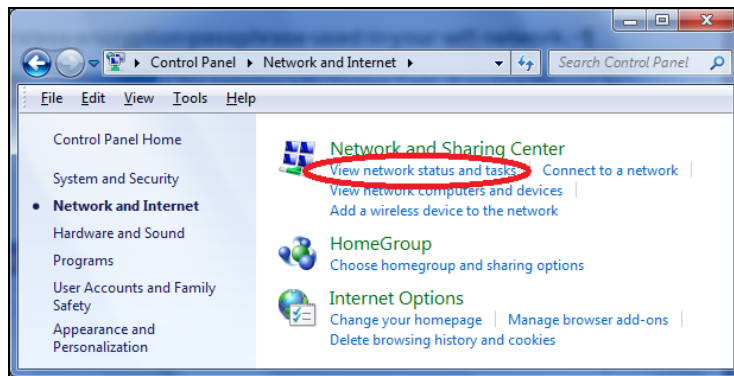 Control Panel Network and Internet Search Control Panel
File Edit View Tools Help
Control Panel Home
System and Security
Network and Internet
Hardware and Sound
Programs
User Accounts and Family
Safety
Appearance and
Personalization
Network and Sharing Center
View network status and tasks Connect to a network
View network computers and devices
Add a wireless device to the network
HomeGroup
Choose homegroup and sharing options
Internet Options
Change your homepage Manage browser add-ons
Delete browsing history and cookies